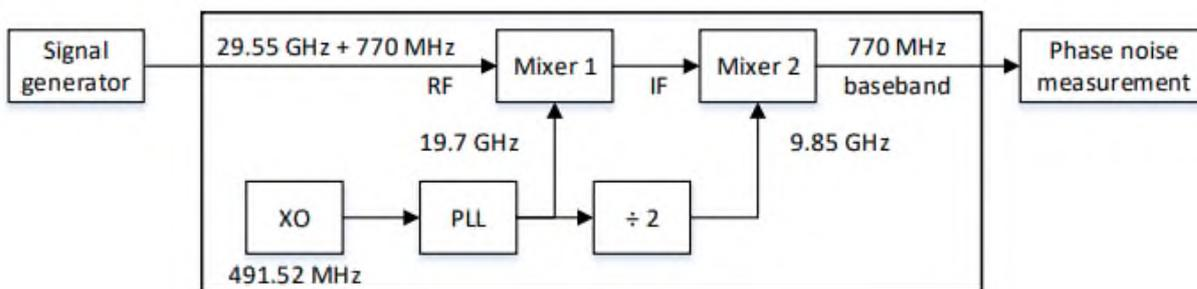 Signal
generator
29.55 GHz + 770 MHz
RF
Mixer 1
IF
Mixer 2
770 MHz
baseband
Phase noise
measurement
19.7 GHz
9.85 GHz
XO
PLL
÷ 2
491.52 MHz